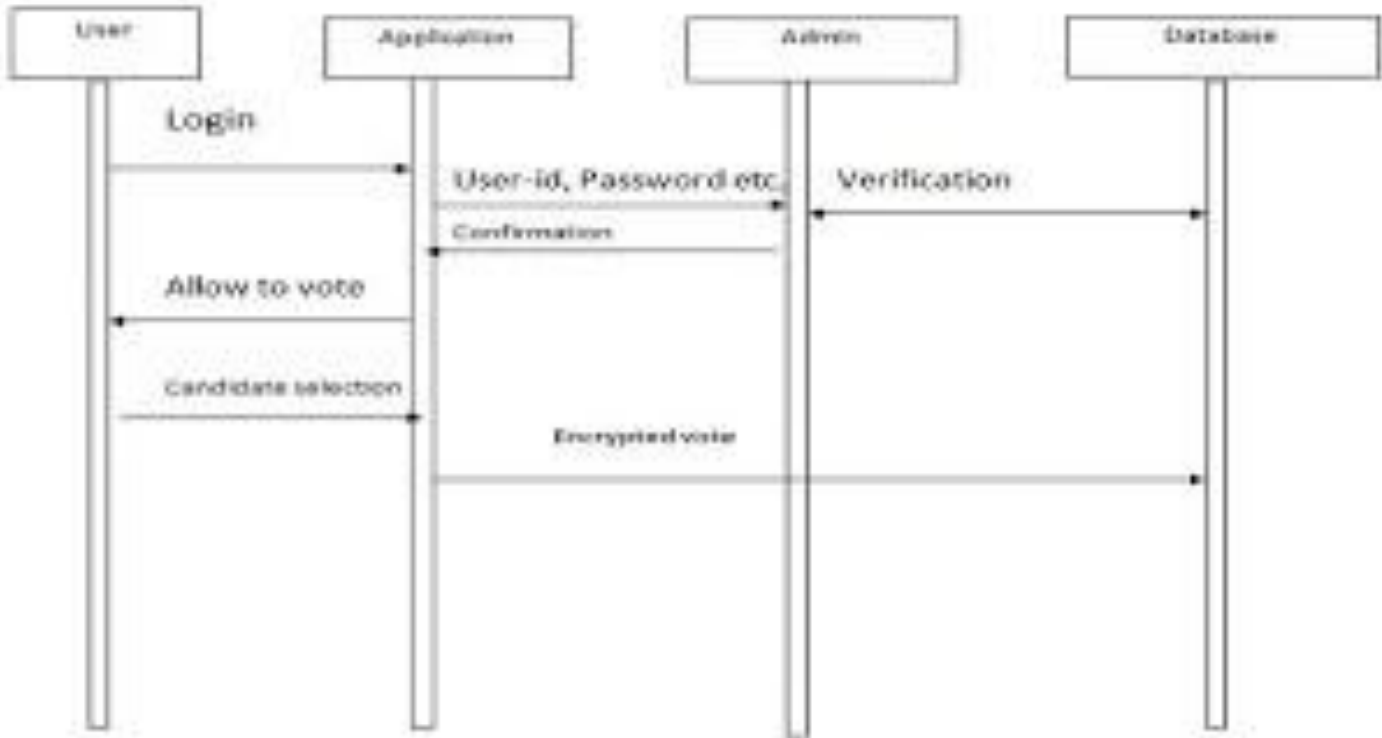 User
Application
Admin
Database
Login
User-id, Password etc.
Verification
Confirmation
Allow to vote
Candidate selection
Encrypted vote